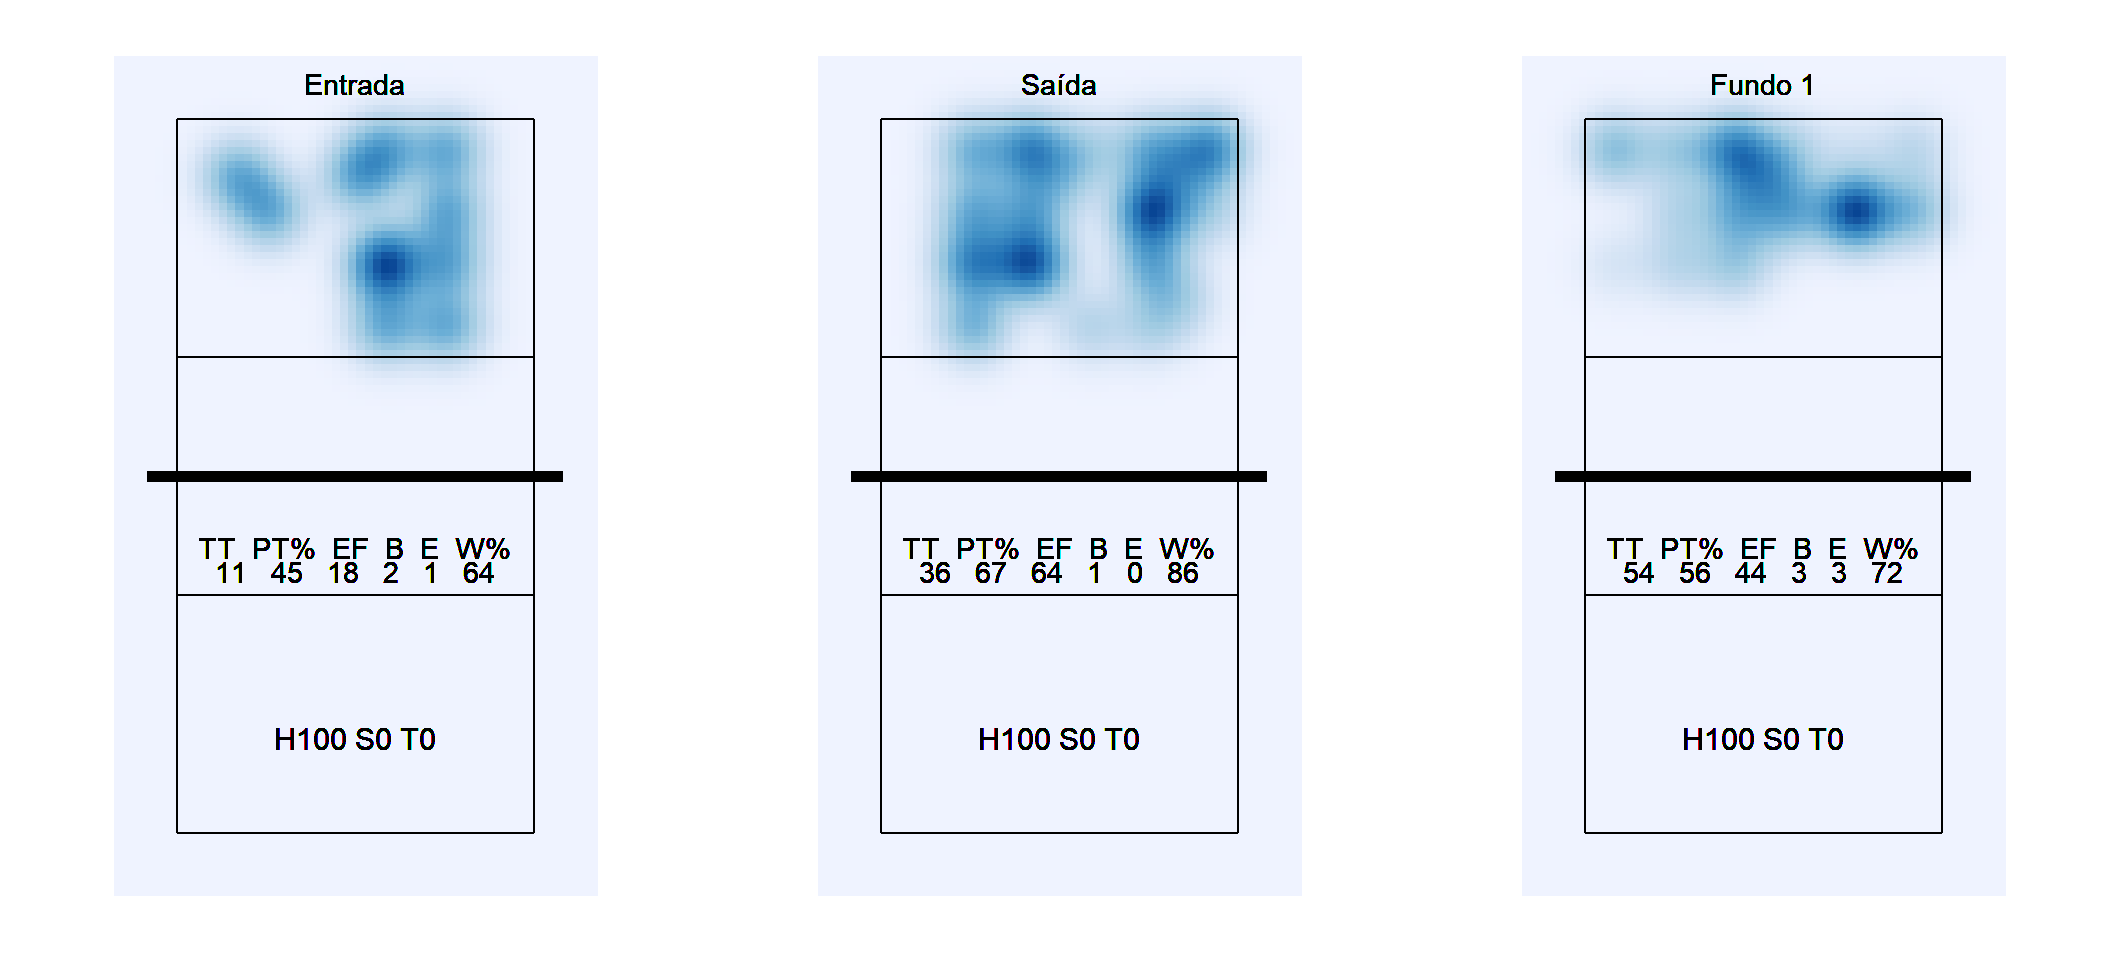 Entrada
TT PT% EF B E W%
11 45 18 2 1 64
H100 S0 T0
Saída
TT PT% EF B E W%
36 67 64 1 0 86
H100 S0 T0
Fundo 1
TT PT% EF B E W%
54 56 44 3 3 72
H100 S0 T0